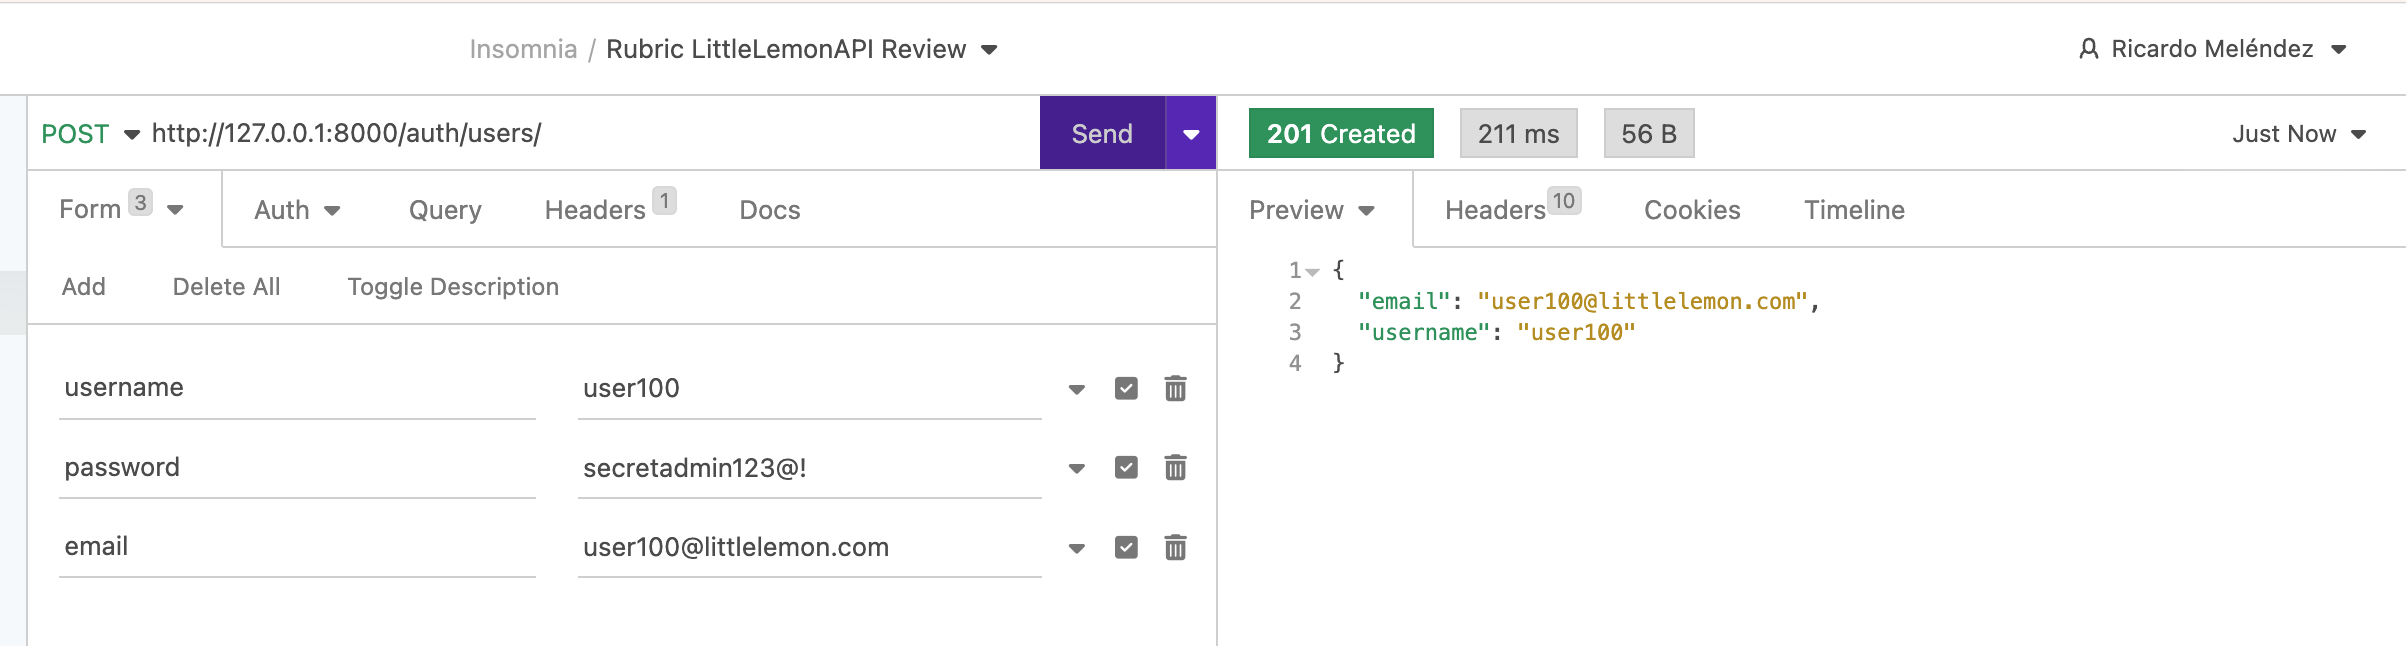 Insomnia / Rubric LittleLemonAPI Review
Ricardo Meléndez
POST http://127.0.0.1:8000/auth/users/
Send
201 Created 211 ms 56 B
Just Now
Form 3 Auth Query Headers 1 Docs
Preview Headers 10 Cookies Timeline
Add Delete All Toggle Description
username user100
password secretadmin123@!
email user100@littlelemon.com
1 {
2 "email": "user100@littlelemon.com",
3 "username": "user100"
4 }